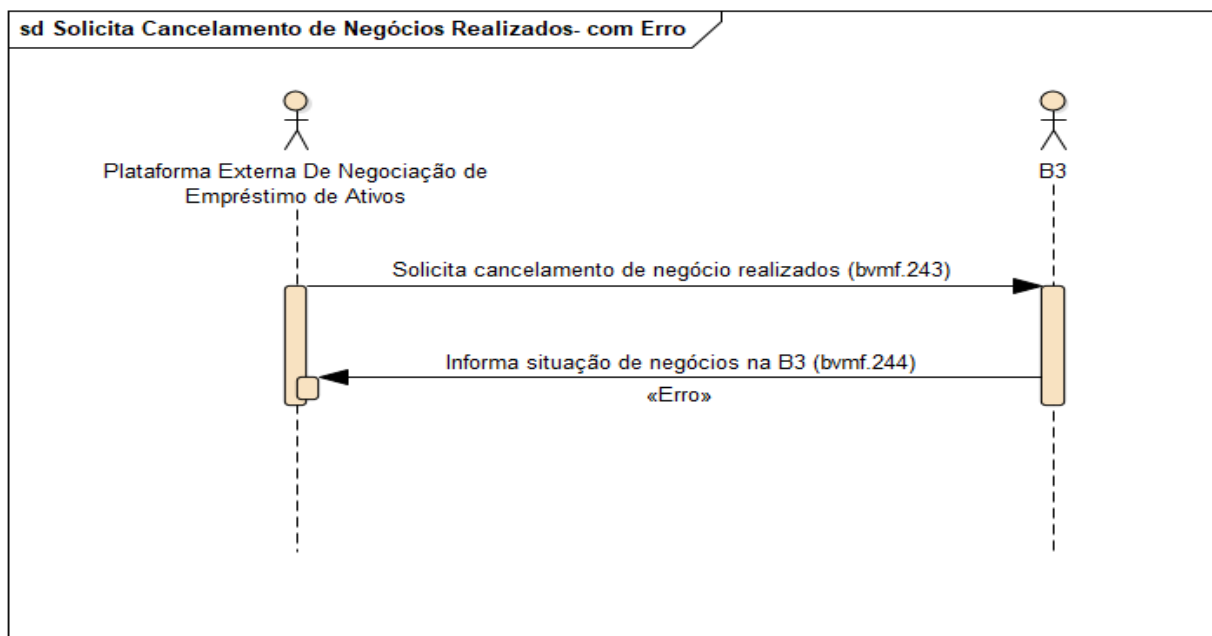 sd Solicita Cancelamento de Negócios Realizados- com Erro
Plataforma Externa De Negociação de
Empréstimo de Ativos
B3
Solicita cancelamento de negócio realizados (bvmf.243)
Informa situação de negócios na B3 (bvmf.244)
«Erro»